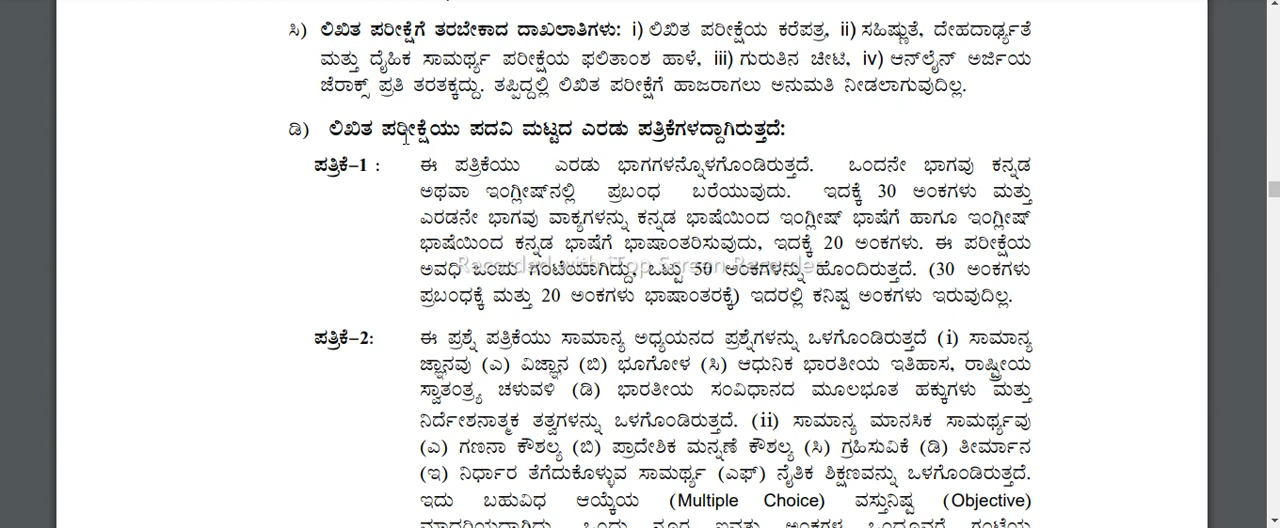 ಸಿ) ಲಿಖಿತ ಪರೀಕ್ಷೆಗೆ ತರಬೇಕಾದ ದಾಖಲಾತಿಗಳು: i) ಲಿಖಿತ ಪರೀಕ್ಷೆಯ ಕರೆಪತ್ರ, ii) ಸಹಿಷ್ಣುತೆ, ದೇಹದಾರ್ಢ್ಯತೆ
ಮತ್ತು ದೈಹಿಕ ಸಾಮರ್ಥ್ಯ ಪರೀಕ್ಷೆಯ ಫಲಿತಾಂಶ ಹಾಳೆ, iii) ಗುರುತಿನ ಚೀಟಿ, iv) ಆನ್‌ಲೈನ್ ಅರ್ಜಿಯ
ಜೆರಾಕ್ಸ್ ಪ್ರತಿ ತರತಕ್ಕದ್ದು. ತಪ್ಪಿದ್ದಲ್ಲಿ ಲಿಖಿತ ಪರೀಕ್ಷೆಗೆ ಹಾಜರಾಗಲು ಅನುಮತಿ ನೀಡಲಾಗುವುದಿಲ್ಲ.
ಡಿ) ಲಿಖಿತ ಪರೀಕ್ಷೆಯು ಪದವಿ ಮಟ್ಟದ ಎರಡು ಪತ್ರಿಕೆಗಳದ್ದಾಗಿರುತ್ತದೆ:
ಪತ್ರಿಕೆ–1 : ಈ ಪತ್ರಿಕೆಯು ಎರಡು ಭಾಗಗಳನ್ನೊಳಗೊಂಡಿರುತ್ತದೆ. ಒಂದನೇ ಭಾಗವು ಕನ್ನಡ
ಅಥವಾ ಇಂಗ್ಲೀಷ್‌ನಲ್ಲಿ ಪ್ರಬಂಧ ಬರೆಯುವುದು. ಇದಕ್ಕೆ 30 ಅಂಕಗಳು ಮತ್ತು
ಎರಡನೇ ಭಾಗವು ವಾಕ್ಯಗಳನ್ನು ಕನ್ನಡ ಭಾಷೆಯಿಂದ ಇಂಗ್ಲೀಷ್ ಭಾಷೆಗೆ ಹಾಗೂ ಇಂಗ್ಲೀಷ್
ಭಾಷೆಯಿಂದ ಕನ್ನಡ ಭಾಷೆಗೆ ಭಾಷಾಂತರಿಸುವುದು, ಇದಕ್ಕೆ 20 ಅಂಕಗಳು. ಈ ಪರೀಕ್ಷೆಯ
Recorded with iTop Screen Recorder
ಅವಧಿ ಒಂದು ಗಂಟೆಯಾಗಿದ್ದು, ಒಟ್ಟು 50 ಅಂಕಗಳನ್ನು ಹೊಂದಿರುತ್ತದೆ. (30 ಅಂಕಗಳು
ಪ್ರಬಂಧಕ್ಕೆ ಮತ್ತು 20 ಅಂಕಗಳು ಭಾಷಾಂತರಕ್ಕೆ) ಇದರಲ್ಲಿ ಕನಿಷ್ಟ ಅಂಕಗಳು ಇರುವುದಿಲ್ಲ.
ಪತ್ರಿಕೆ–2: ಈ ಪ್ರಶ್ನೆ ಪತ್ರಿಕೆಯು ಸಾಮಾನ್ಯ ಅಧ್ಯಯನದ ಪ್ರಶ್ನೆಗಳನ್ನು ಒಳಗೊಂಡಿರುತ್ತದೆ (i) ಸಾಮಾನ್ಯ
ಜ್ಞಾನವು (ಎ) ವಿಜ್ಞಾನ (ಬಿ) ಭೂಗೋಳ (ಸಿ) ಆಧುನಿಕ ಭಾರತೀಯ ಇತಿಹಾಸ, ರಾಷ್ಟ್ರೀಯ
ಸ್ವಾತಂತ್ರ್ಯ ಚಳುವಳಿ (ಡಿ) ಭಾರತೀಯ ಸಂವಿಧಾನದ ಮೂಲಭೂತ ಹಕ್ಕುಗಳು ಮತ್ತು
ನಿರ್ದೇಶನಾತ್ಮಕ ತತ್ವಗಳನ್ನು ಒಳಗೊಂಡಿರುತ್ತದೆ. (ii) ಸಾಮಾನ್ಯ ಮಾನಸಿಕ ಸಾಮರ್ಥ್ಯವು
(ಎ) ಗಣನಾ ಕೌಶಲ್ಯ (ಬಿ) ಪ್ರಾದೇಶಿಕ ಮನ್ನಣೆ ಕೌಶಲ್ಯ (ಸಿ) ಗ್ರಹಿಸುವಿಕೆ (ಡಿ) ತೀರ್ಮಾನ
(ಇ) ನಿರ್ಧಾರ ತೆಗೆದುಕೊಳ್ಳುವ ಸಾಮರ್ಥ್ಯ (ಎಫ್) ನೈತಿಕ ಶಿಕ್ಷಣವನ್ನು ಒಳಗೊಂಡಿರುತ್ತದೆ.
ಇದು ಬಹುವಿಧ ಆಯ್ಕೆಯ (Multiple Choice) ವಸ್ತುನಿಷ್ಟ (Objective)